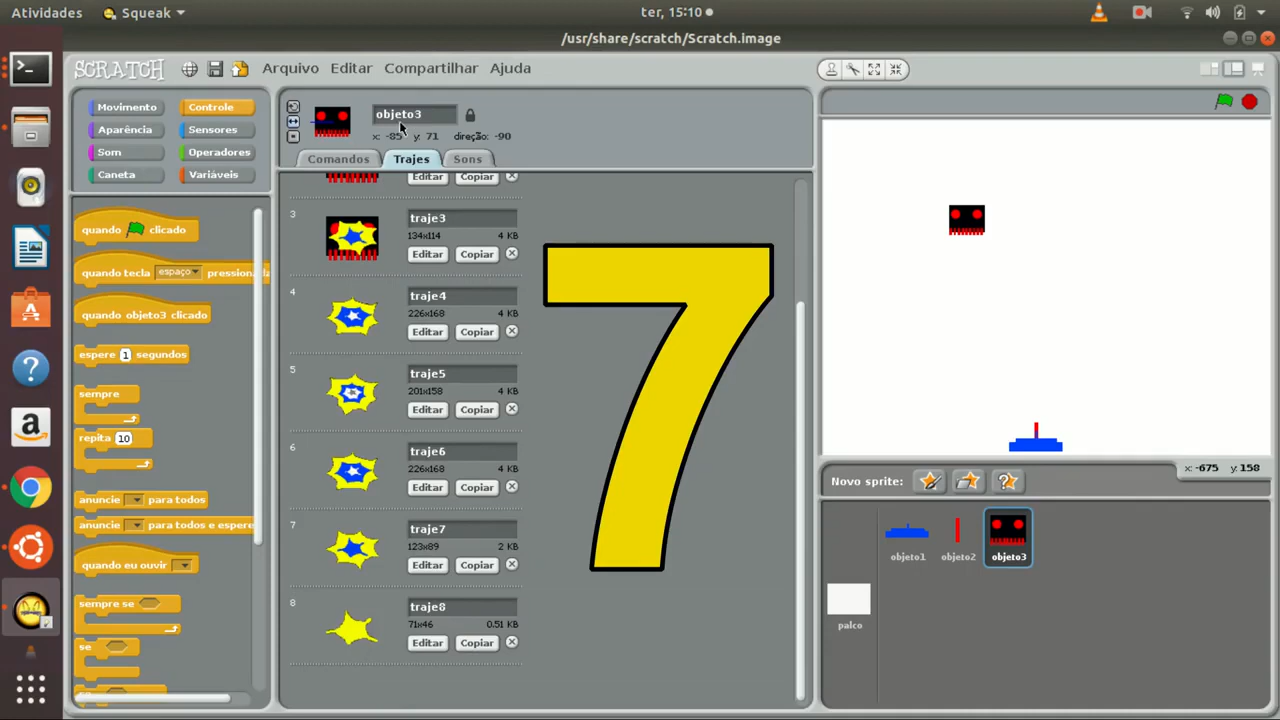 Atividades
Squeak
ter, 15:10
/usr/share/scratch/Scratch.image
SCRATCH
Arquivo
Editar
Compartilhar
Ajuda
Movimento
Controle
Aparência
Sensores
Som
Operadores
Caneta
Variáveis
quando clicado
quando tecla espaço
quando objeto3 clicado
espere 1 segundos
sempre
repita 10
anuncie para todos
anuncie para todos e espere
quando eu ouvir
sempre se
se
objeto3
x: -85 y: 71 direção: -90
Comandos
Trajes
Sons
Editar Copiar
3
traje3
134x114 4 KB
Editar Copiar
4
traje4
226x168 4 KB
Editar Copiar
5
traje5
201x158 4 KB
Editar Copiar
6
traje6
226x168 4 KB
Editar Copiar
7
traje7
123x89 2 KB
Editar Copiar
8
traje8
71x46 0.51 KB
Editar Copiar
7
x: -675 y: 158
Novo sprite:
objeto1
objeto2
objeto3
palco